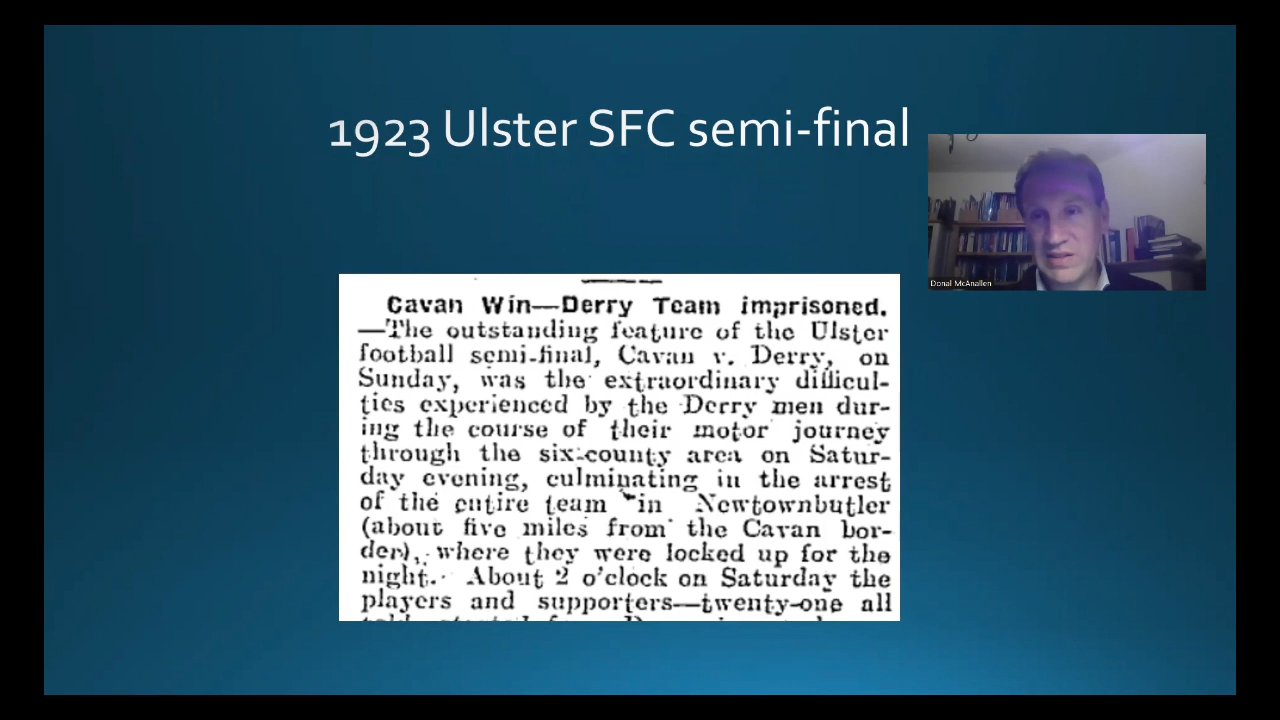 1923 Ulster SFC semi-final
Donal McAnallen
Cavan Win—Derry Team imprisoned.
—The outstanding feature of the Ulster
football semi-final, Cavan v. Derry, on
Sunday, was the extraordinary difficul-
ties experienced by the Derry men dur-
ing the course of their motor journey
through the six-county area on Satur-
day evening, culminating in the arrest
of the entire team in Newtownbutler
(about five miles from the Cavan bor-
der), where they were locked up for the
night. About 2 o'clock on Saturday the
players and supporters—twenty-one all